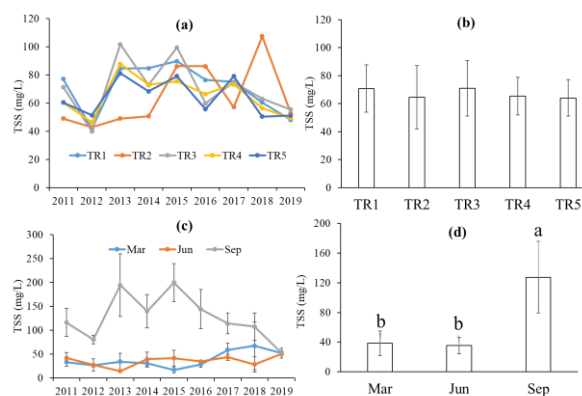 (a)
TSS (mg/L)
120
100
80
60
40
20
0
TR1 TR2 TR3 TR4 TR5
2011 2012 2013 2014 2015 2016 2017 2018 2019
(b)
TSS (mg/L)
120
100
80
60
40
20
0
TR1 TR2 TR3 TR4 TR5
(c)
Mar Jun Sep
TSS (mg/L)
300
250
200
150
100
50
0
2011 2012 2013 2014 2015 2016 2017 2018 2019
(d)
TSS (mg/L)
200
160
120
80
40
0
b b a
Mar Jun Sep